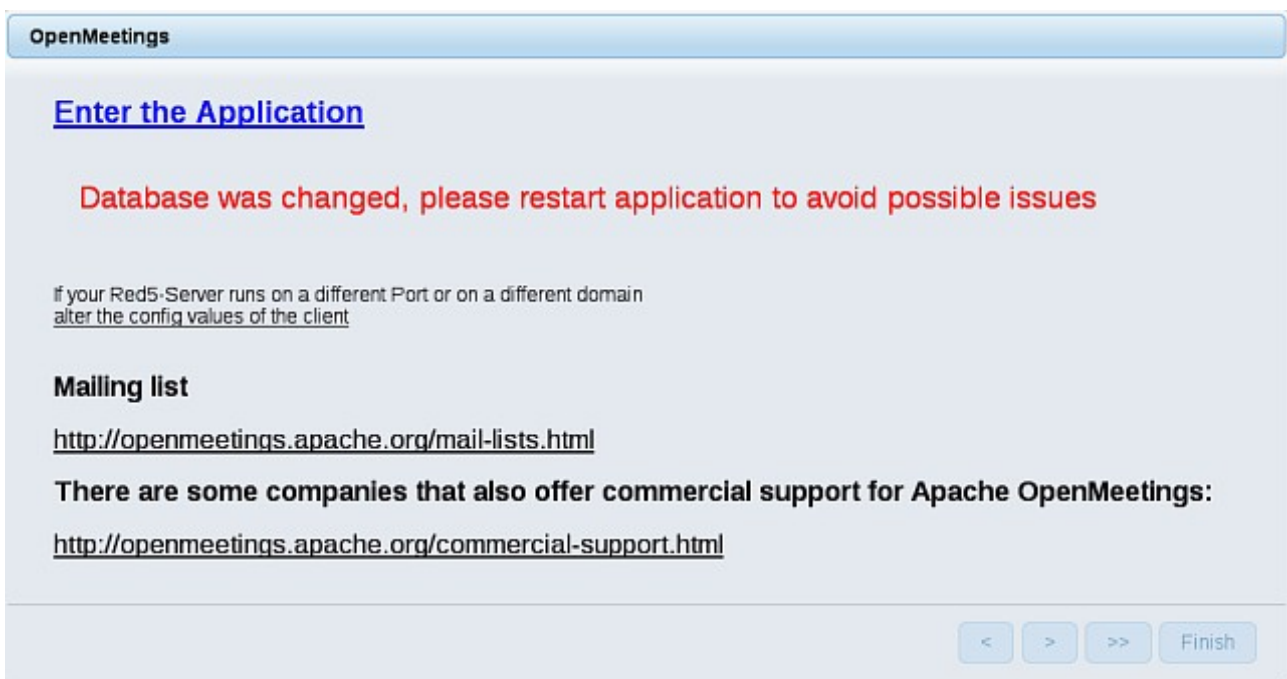 OpenMeetings
Enter the Application
Database was changed, please restart application to avoid possible issues
If your Red5-Server runs on a different Port or on a different domain
alter the config values of the client
Mailing list
http://openmeetings.apache.org/mail-lists.html
There are some companies that also offer commercial support for Apache OpenMeetings:
http://openmeetings.apache.org/commercial-support.html
< > >> Finish